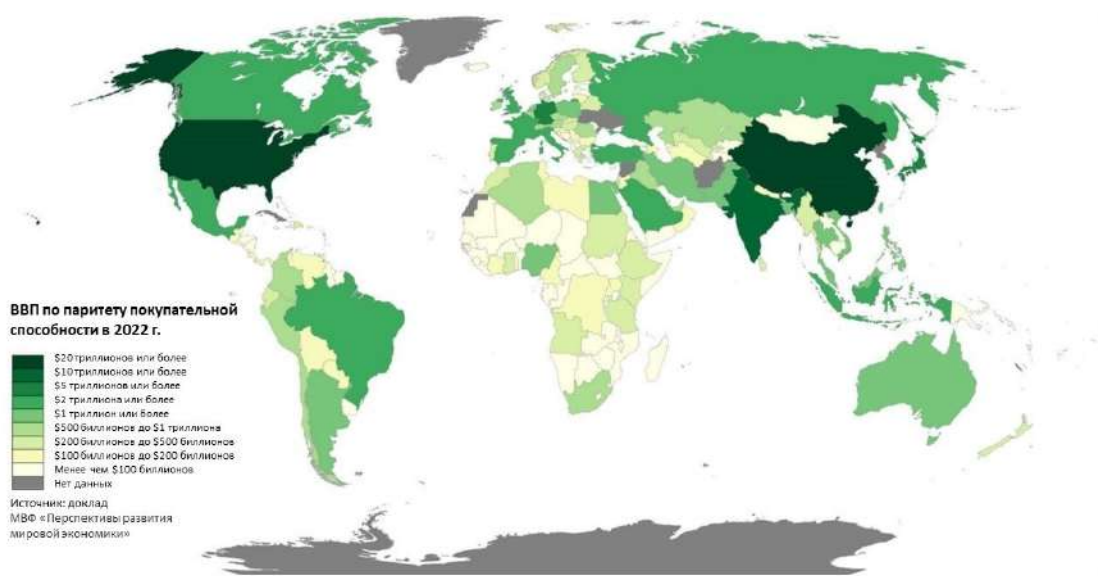 ВВП по паритету покупательной
способности в 2022 г.
$20 триллионов или более
$10 триллионов или более
$5 триллионов или более
$2 триллиона или более
$1 триллион или более
$500 биллионов до $1 триллиона
$200 биллионов до $500 биллионов
$100 биллионов до $200 биллионов
Менее чем $100 биллионов
Нет данных
Источник: доклад
МВФ «Перспективы развития
мировой экономики»